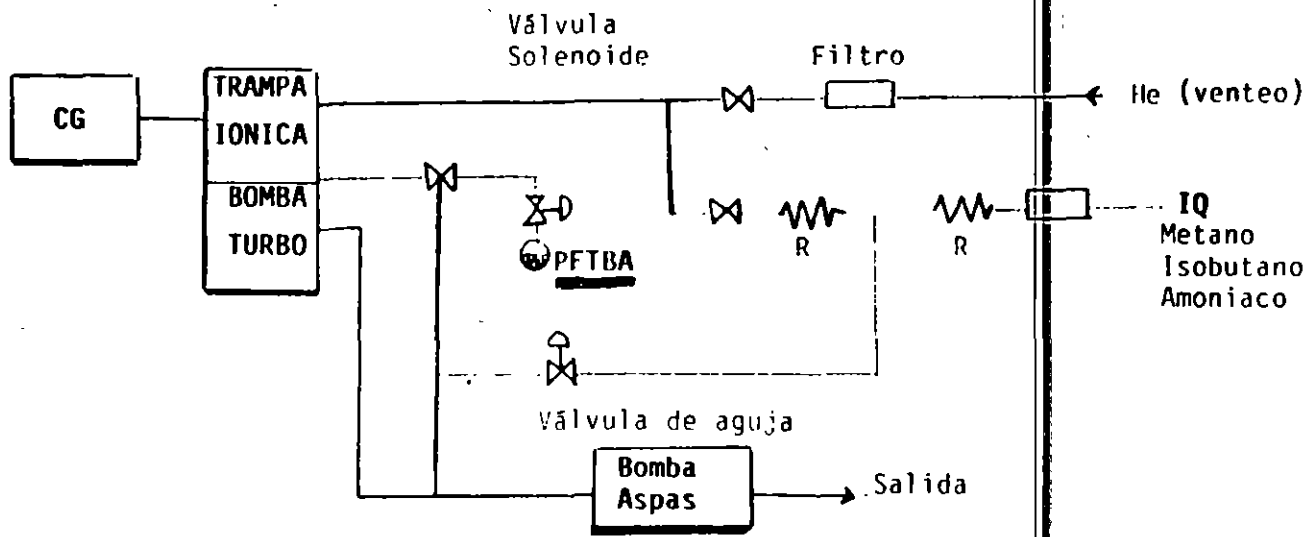 Válvula
Solenoide
Filtro
He (venteo)
CG
TRAMPA
IONICA
BOMBA
TURBO
PFTBA
R
R
IQ
Metano
Isobutano
Amoniaco
Válvula de aguja
Bomba
Aspas
Salida